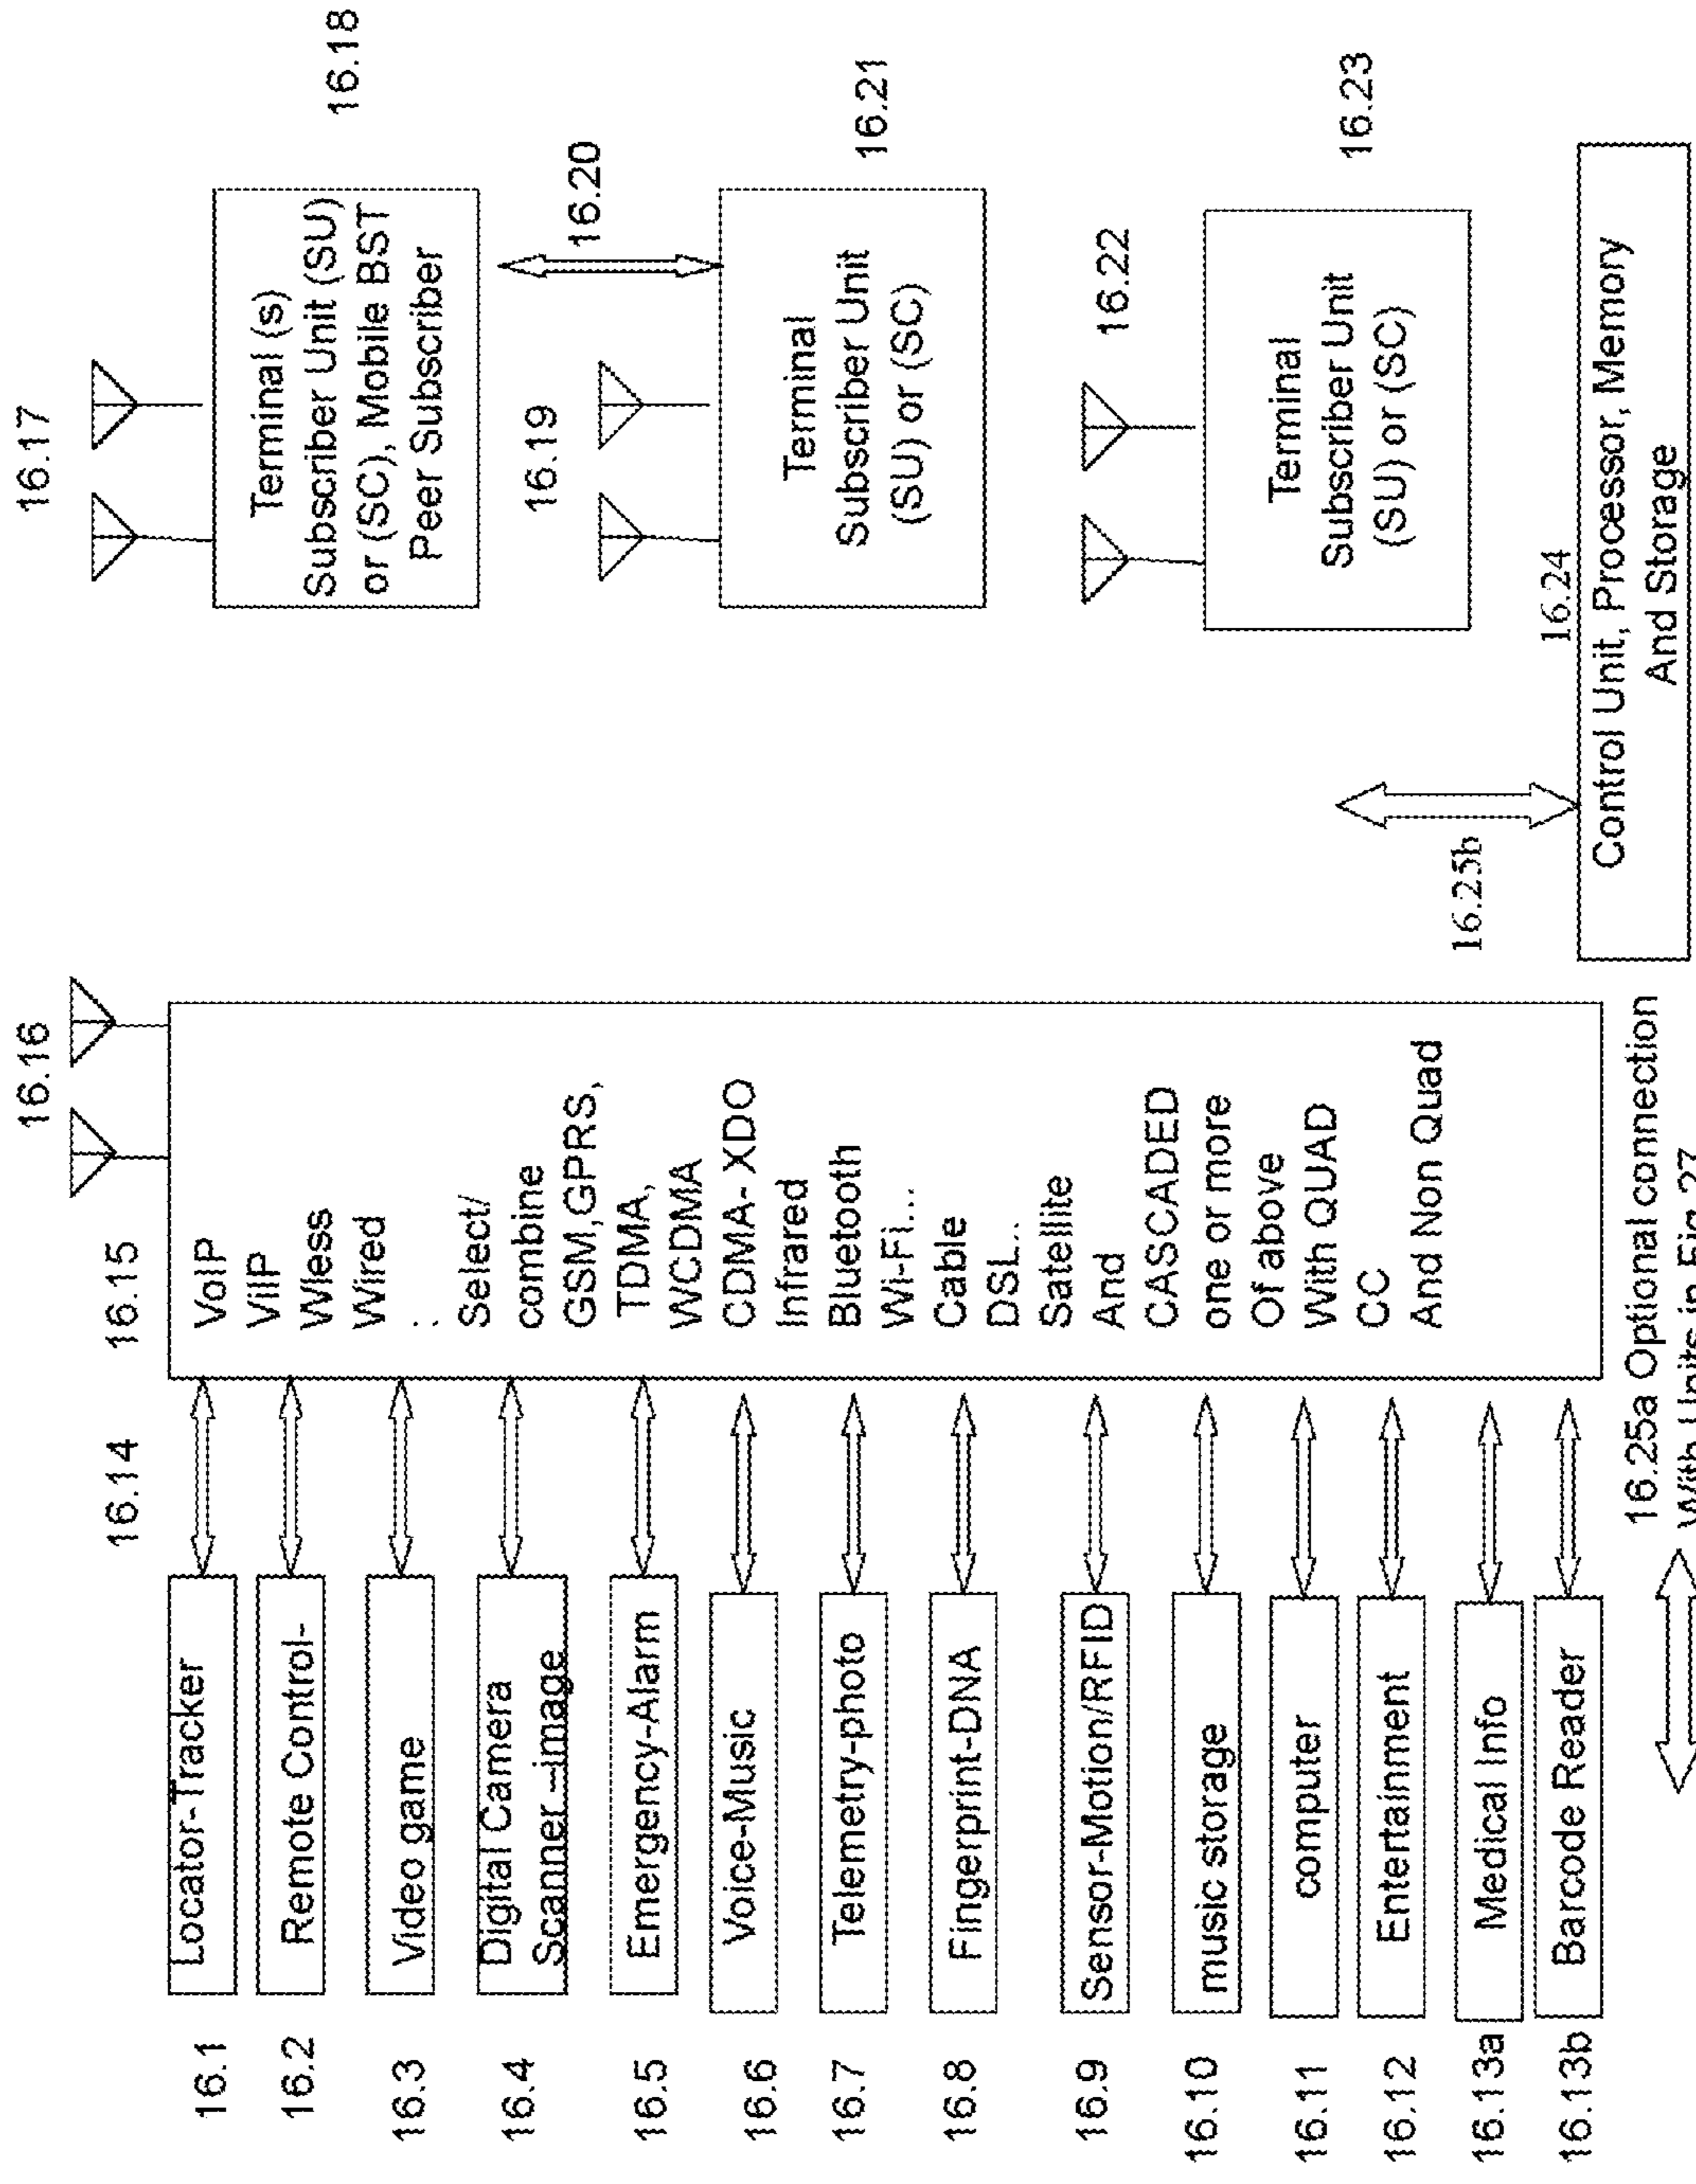 16.14
16.15
16.16
16.17
16.18
16.1
Locator-Tracker
16.2
Remote Control-
16.3
Video game
16.4
Digital Camera
Scanner –image
16.5
Emergency-Alarm
16.6
Voice-Music
16.7
Telemetry-photo
16.8
Fingerprint-DNA
16.9
Sensor-Motion/RFID
16.10
music storage
16.11
computer
16.12
Entertainment
16.13a
Medical Info
16.13b
Barcode Reader
VoIP
ViIP
Wless
Wired
:
Select/
combine
GSM,GPRS,
TDMA,
WCDMA
CDMA- XDO
Infrared
Bluetooth
Wi-Fi...
Cable
DSL..
Satellite
And
CASCADED
one or more
Of above
With QUAD
CC
And Non Quad
Terminal (s)
Subscriber Unit (SU)
or (SC), Mobile BST
Peer Subscriber
16.20
16.19
16.21
Terminal
Subscriber Unit
(SU) or (SC)
16.22
16.23
Terminal
Subscriber Unit
(SU) or (SC)
16.24
16.25b
Control Unit, Processor, Memory
And Storage
16.25a Optional connection
With Units in Fig.27